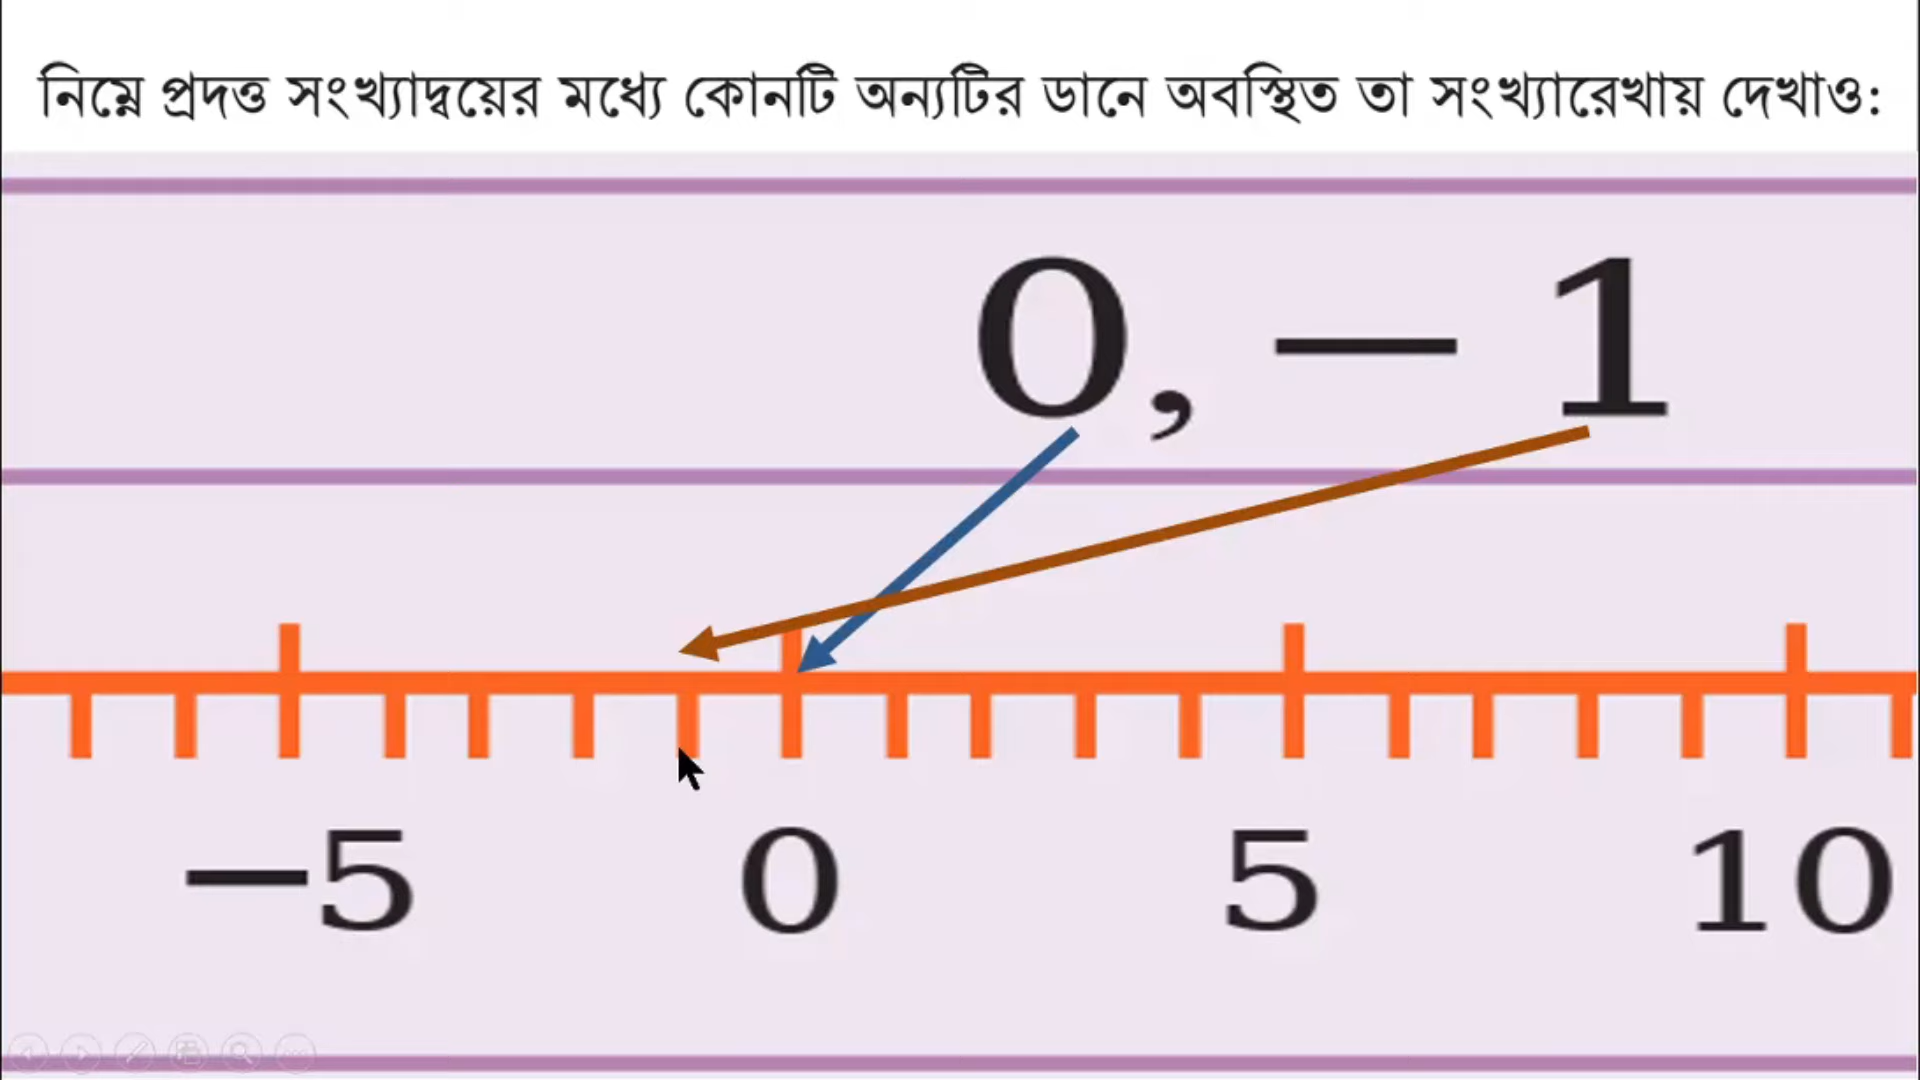 নিম্নে প্রদত্ত সংখ্যাদ্বয়ের মধ্যে কোনটি অন্যটির ডানে অবস্থিত তা সংখ্যারেখায় দেখাও:
0, − 1
−5 0 5 10